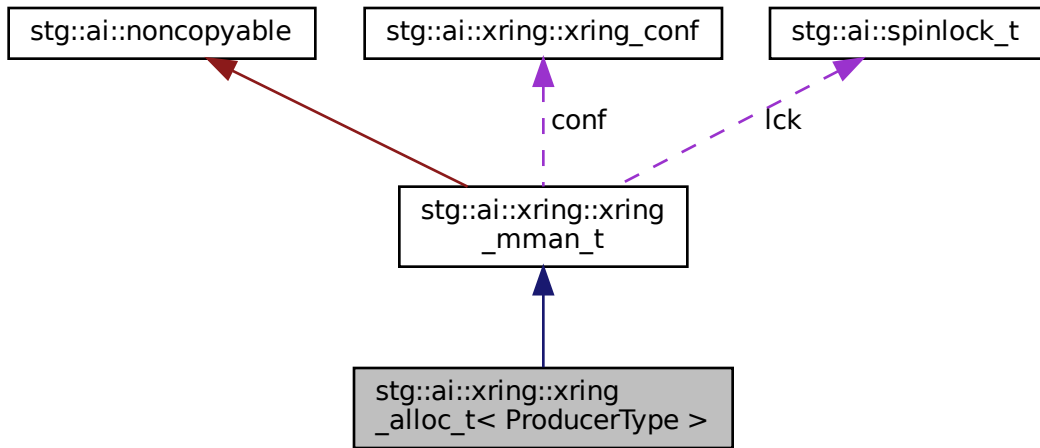 stg::ai::noncopyable
stg::ai::xring::xring_conf
stg::ai::spinlock_t
conf
lck
stg::ai::xring::xring
_mman_t
stg::ai::xring::xring
_alloc_t< ProducerType >